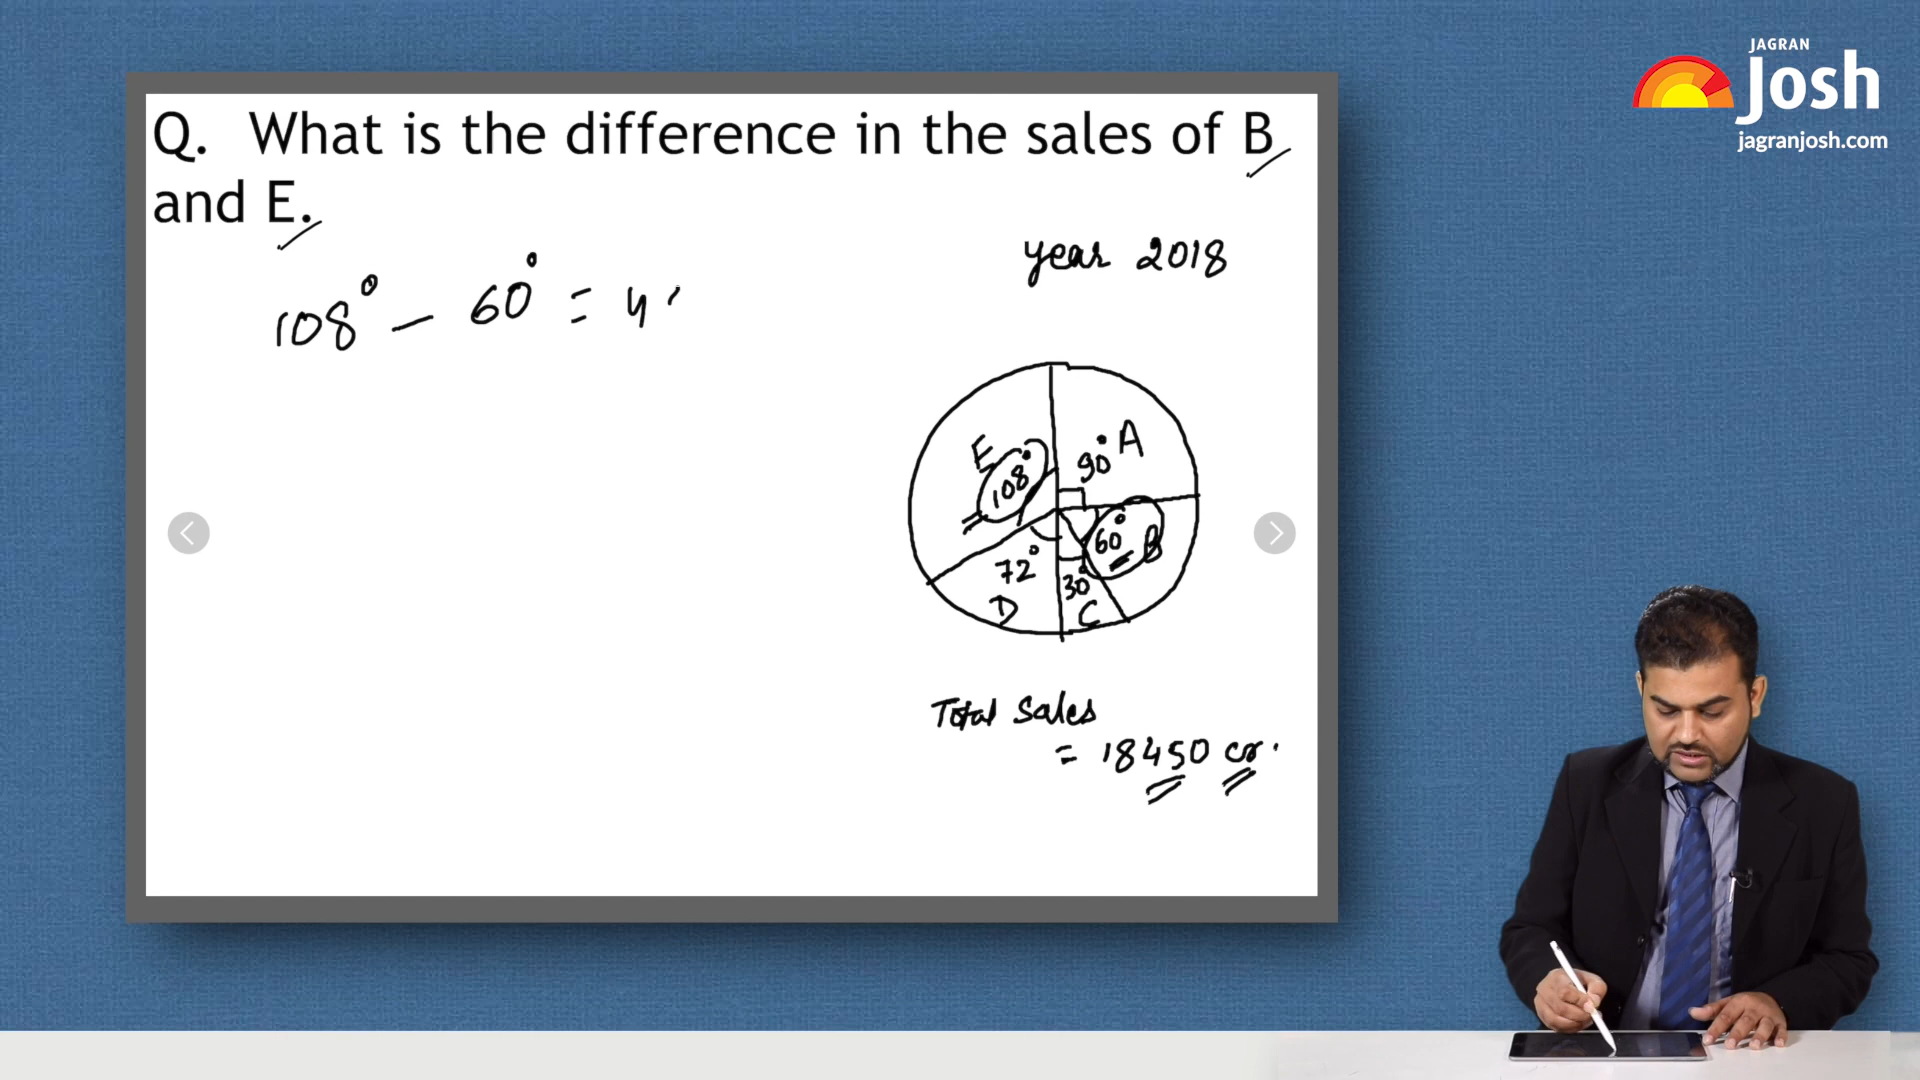 JAGRAN
Josh
jagranjosh.com
Q. What is the difference in the sales of B
and E.
108° - 60° = 4
year 2018
E
108°
90° A
60° B
72°
D
30°
C
Total Sales
= 18450 cr.